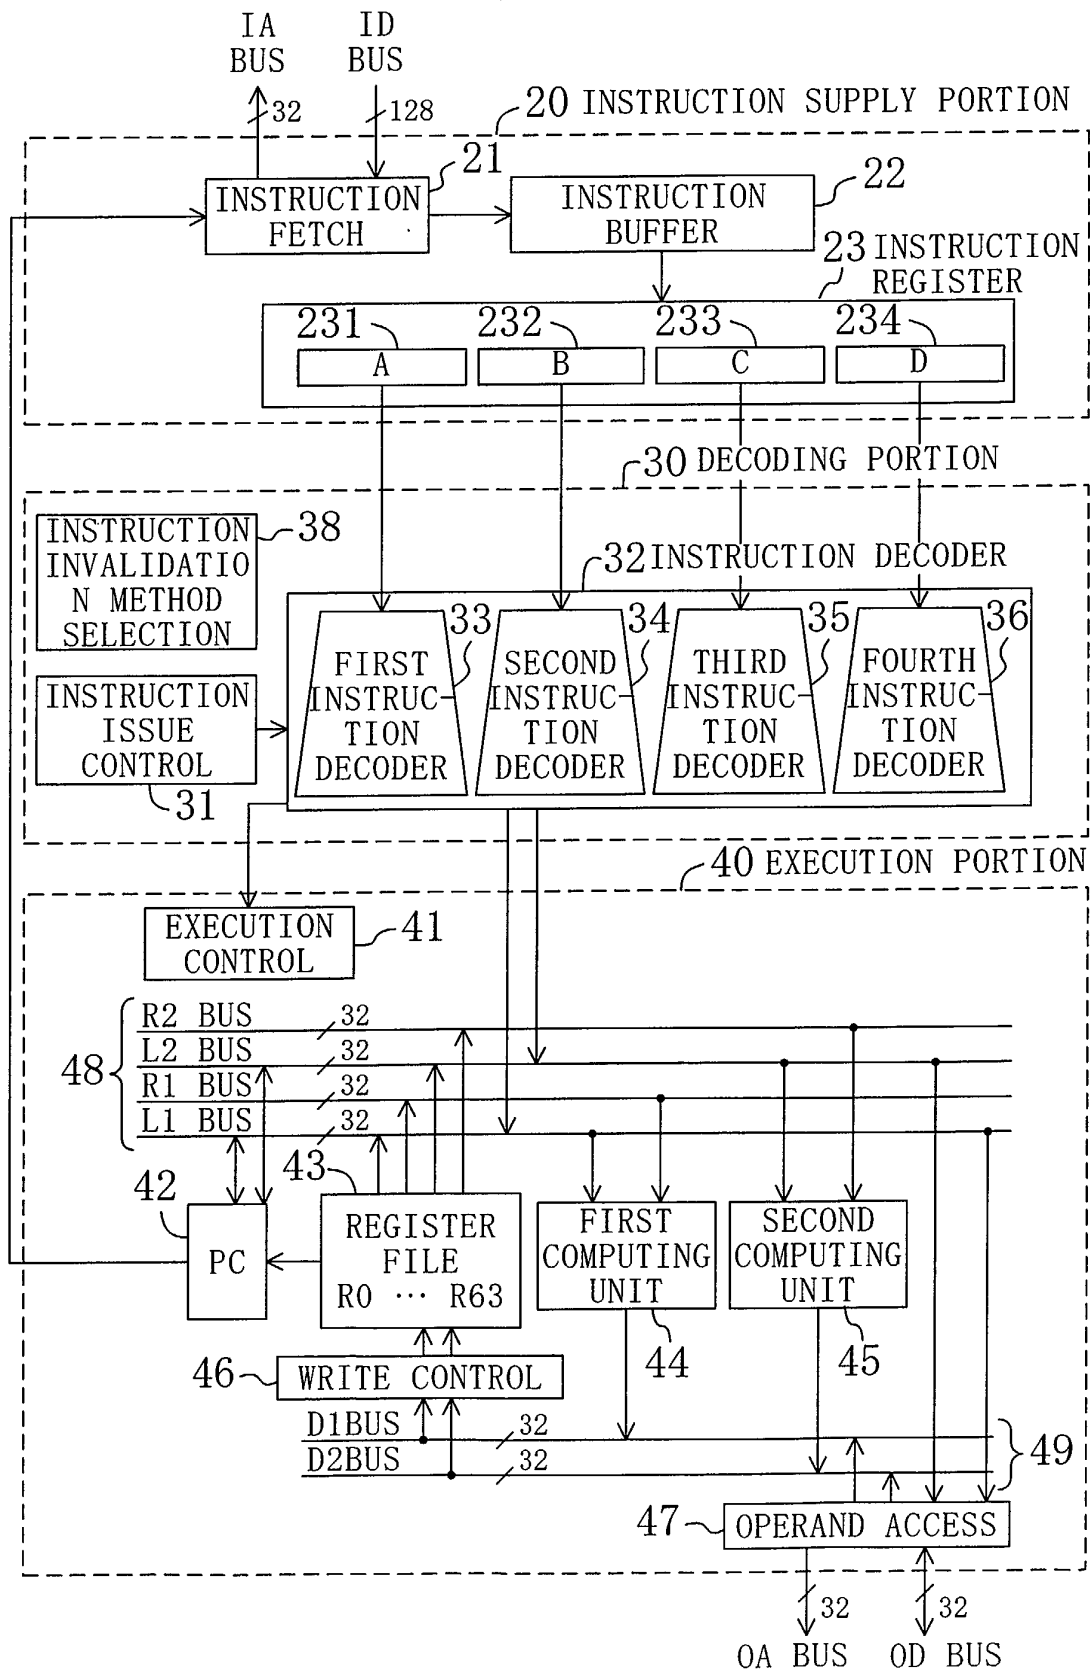 IA BUS
ID BUS
32
128
20 INSTRUCTION SUPPLY PORTION
21
INSTRUCTION
FETCH
22
INSTRUCTION
BUFFER
23 INSTRUCTION
REGISTER
231
232
233
234
A
B
C
D
30 DECODING PORTION
INSTRUCTION
INVALIDATIO
N METHOD
SELECTION
38
32 INSTRUCTION DECODER
33
34
35
36
FIRST
INSTRUC-
TION
DECODER
SECOND
INSTRUC-
TION
DECODER
THIRD
INSTRUC-
TION
DECODER
FOURTH
INSTRUC-
TION
DECODER
INSTRUCTION
ISSUE
CONTROL
31
40 EXECUTION PORTION
EXECUTION
CONTROL
41
48
R2 BUS 32
L2 BUS 32
R1 BUS 32
L1 BUS 32
42
PC
43
REGISTER
FILE
R0 ··· R63
FIRST
COMPUTING
UNIT
44
SECOND
COMPUTING
UNIT
45
46
WRITE CONTROL
D1BUS 32
D2BUS 32
49
47
OPERAND ACCESS
32
32
OA BUS
OD BUS